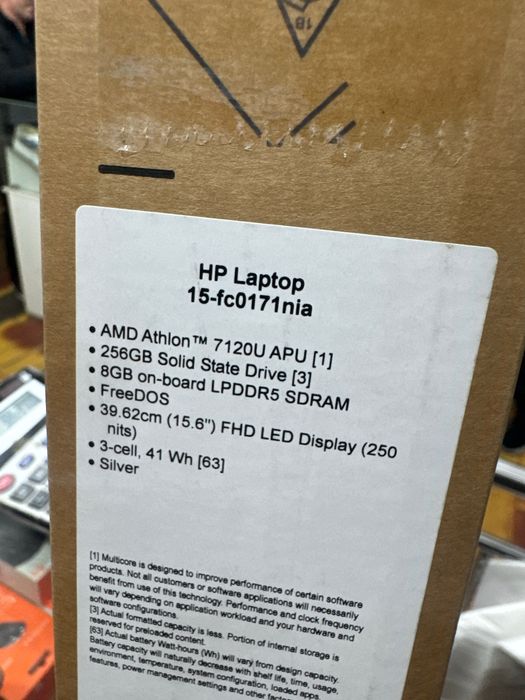 HP Laptop
15-fc0171nia
• AMD Athlon™ 7120U APU [1]
• 256GB Solid State Drive [3]
• 8GB on-board LPDDR5 SDRAM
• FreeDOS
• 39.62cm (15.6") FHD LED Display (250
nits)
• 3-cell, 41 Wh [63]
• Silver
[1] Multicore is designed to improve performance of certain software
products. Not all customers or software applications will necessarily
benefit from use of this technology. Performance and clock frequency
will vary depending on application workload and your hardware and
software configurations.
[3] Actual formatted capacity is less. Portion of internal storage is
reserved for preloaded content.
[63] Actual battery Watt-hours (Wh) will vary from design capacity.
Battery capacity will naturally decrease with shelf life, time, usage,
environment, temperature, system configuration, loaded apps,
features, power management settings and other